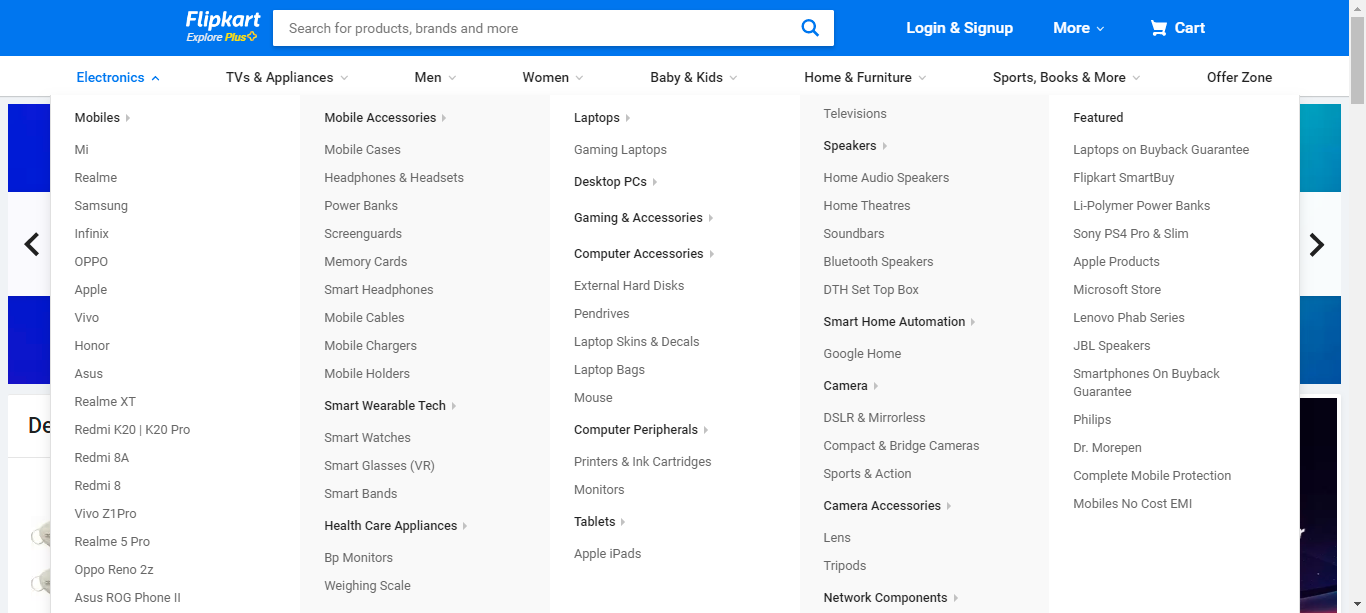 Flipkart
Explore Plus
Search for products, brands and more
Login & Signup
More
Cart
Electronics
TVs & Appliances
Men
Women
Baby & Kids
Home & Furniture
Sports, Books & More
Offer Zone
Mobiles
Mi
Realme
Samsung
Infinix
OPPO
Apple
Vivo
Honor
Asus
Realme XT
Redmi K20 | K20 Pro
Redmi 8A
Redmi 8
Vivo Z1Pro
Realme 5 Pro
Oppo Reno 2z
Asus ROG Phone II
Mobile Accessories
Mobile Cases
Headphones & Headsets
Power Banks
Screenguards
Memory Cards
Smart Headphones
Mobile Cables
Mobile Chargers
Mobile Holders
Smart Wearable Tech
Smart Watches
Smart Glasses (VR)
Smart Bands
Health Care Appliances
Bp Monitors
Weighing Scale
Laptops
Gaming Laptops
Desktop PCs
Gaming & Accessories
Computer Accessories
External Hard Disks
Pendrives
Laptop Skins & Decals
Laptop Bags
Mouse
Computer Peripherals
Printers & Ink Cartridges
Monitors
Tablets
Apple iPads
Televisions
Speakers
Home Audio Speakers
Home Theatres
Soundbars
Bluetooth Speakers
DTH Set Top Box
Smart Home Automation
Google Home
Camera
DSLR & Mirrorless
Compact & Bridge Cameras
Sports & Action
Camera Accessories
Lens
Tripods
Network Components
Featured
Laptops on Buyback Guarantee
Flipkart SmartBuy
Li-Polymer Power Banks
Sony PS4 Pro & Slim
Apple Products
Microsoft Store
Lenovo Phab Series
JBL Speakers
Smartphones On Buyback
Guarantee
Philips
Dr. Morepen
Complete Mobile Protection
Mobiles No Cost EMI
De